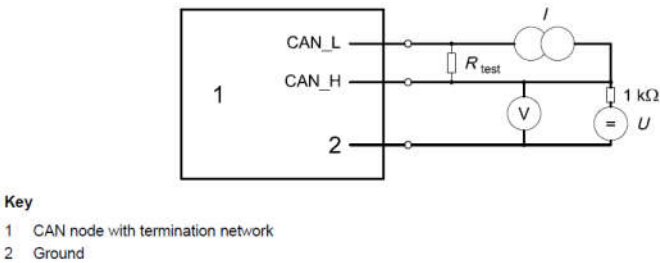 I
CAN_L
R test
CAN_H
1
1 kΩ
V
= U
2
Key
1 CAN node with termination network
2 Ground